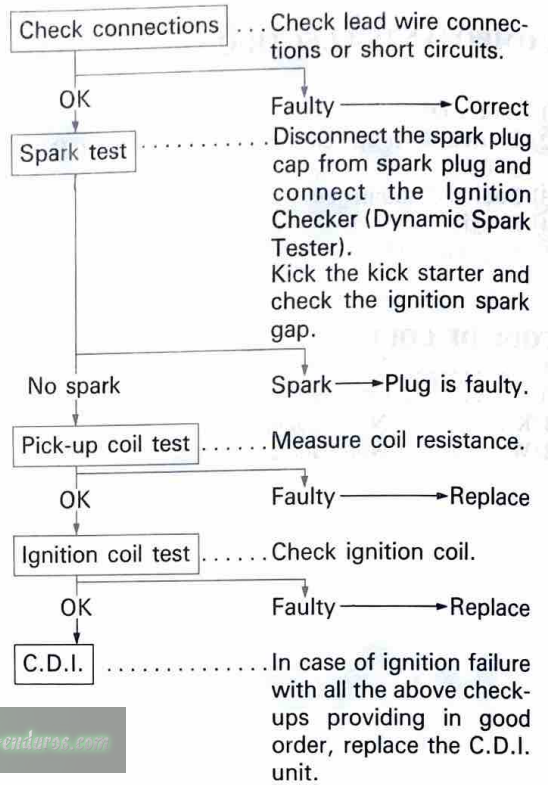 Check connections ... Check lead wire connec-
tions or short circuits.
OK Faulty Correct
Spark test .......... Disconnect the spark plug
cap from spark plug and
connect the Ignition
Checker (Dynamic Spark
Tester).
Kick the kick starter and
check the ignition spark
gap.
No spark Spark Plug is faulty.
Pick-up coil test ...... Measure coil resistance.
OK Faulty Replace
Ignition coil test ...... Check ignition coil.
OK Faulty Replace
C.D.I. .............. In case of ignition failure
with all the above check-
ups providing in good
order, replace the C.D.I.
unit.
enduros.com